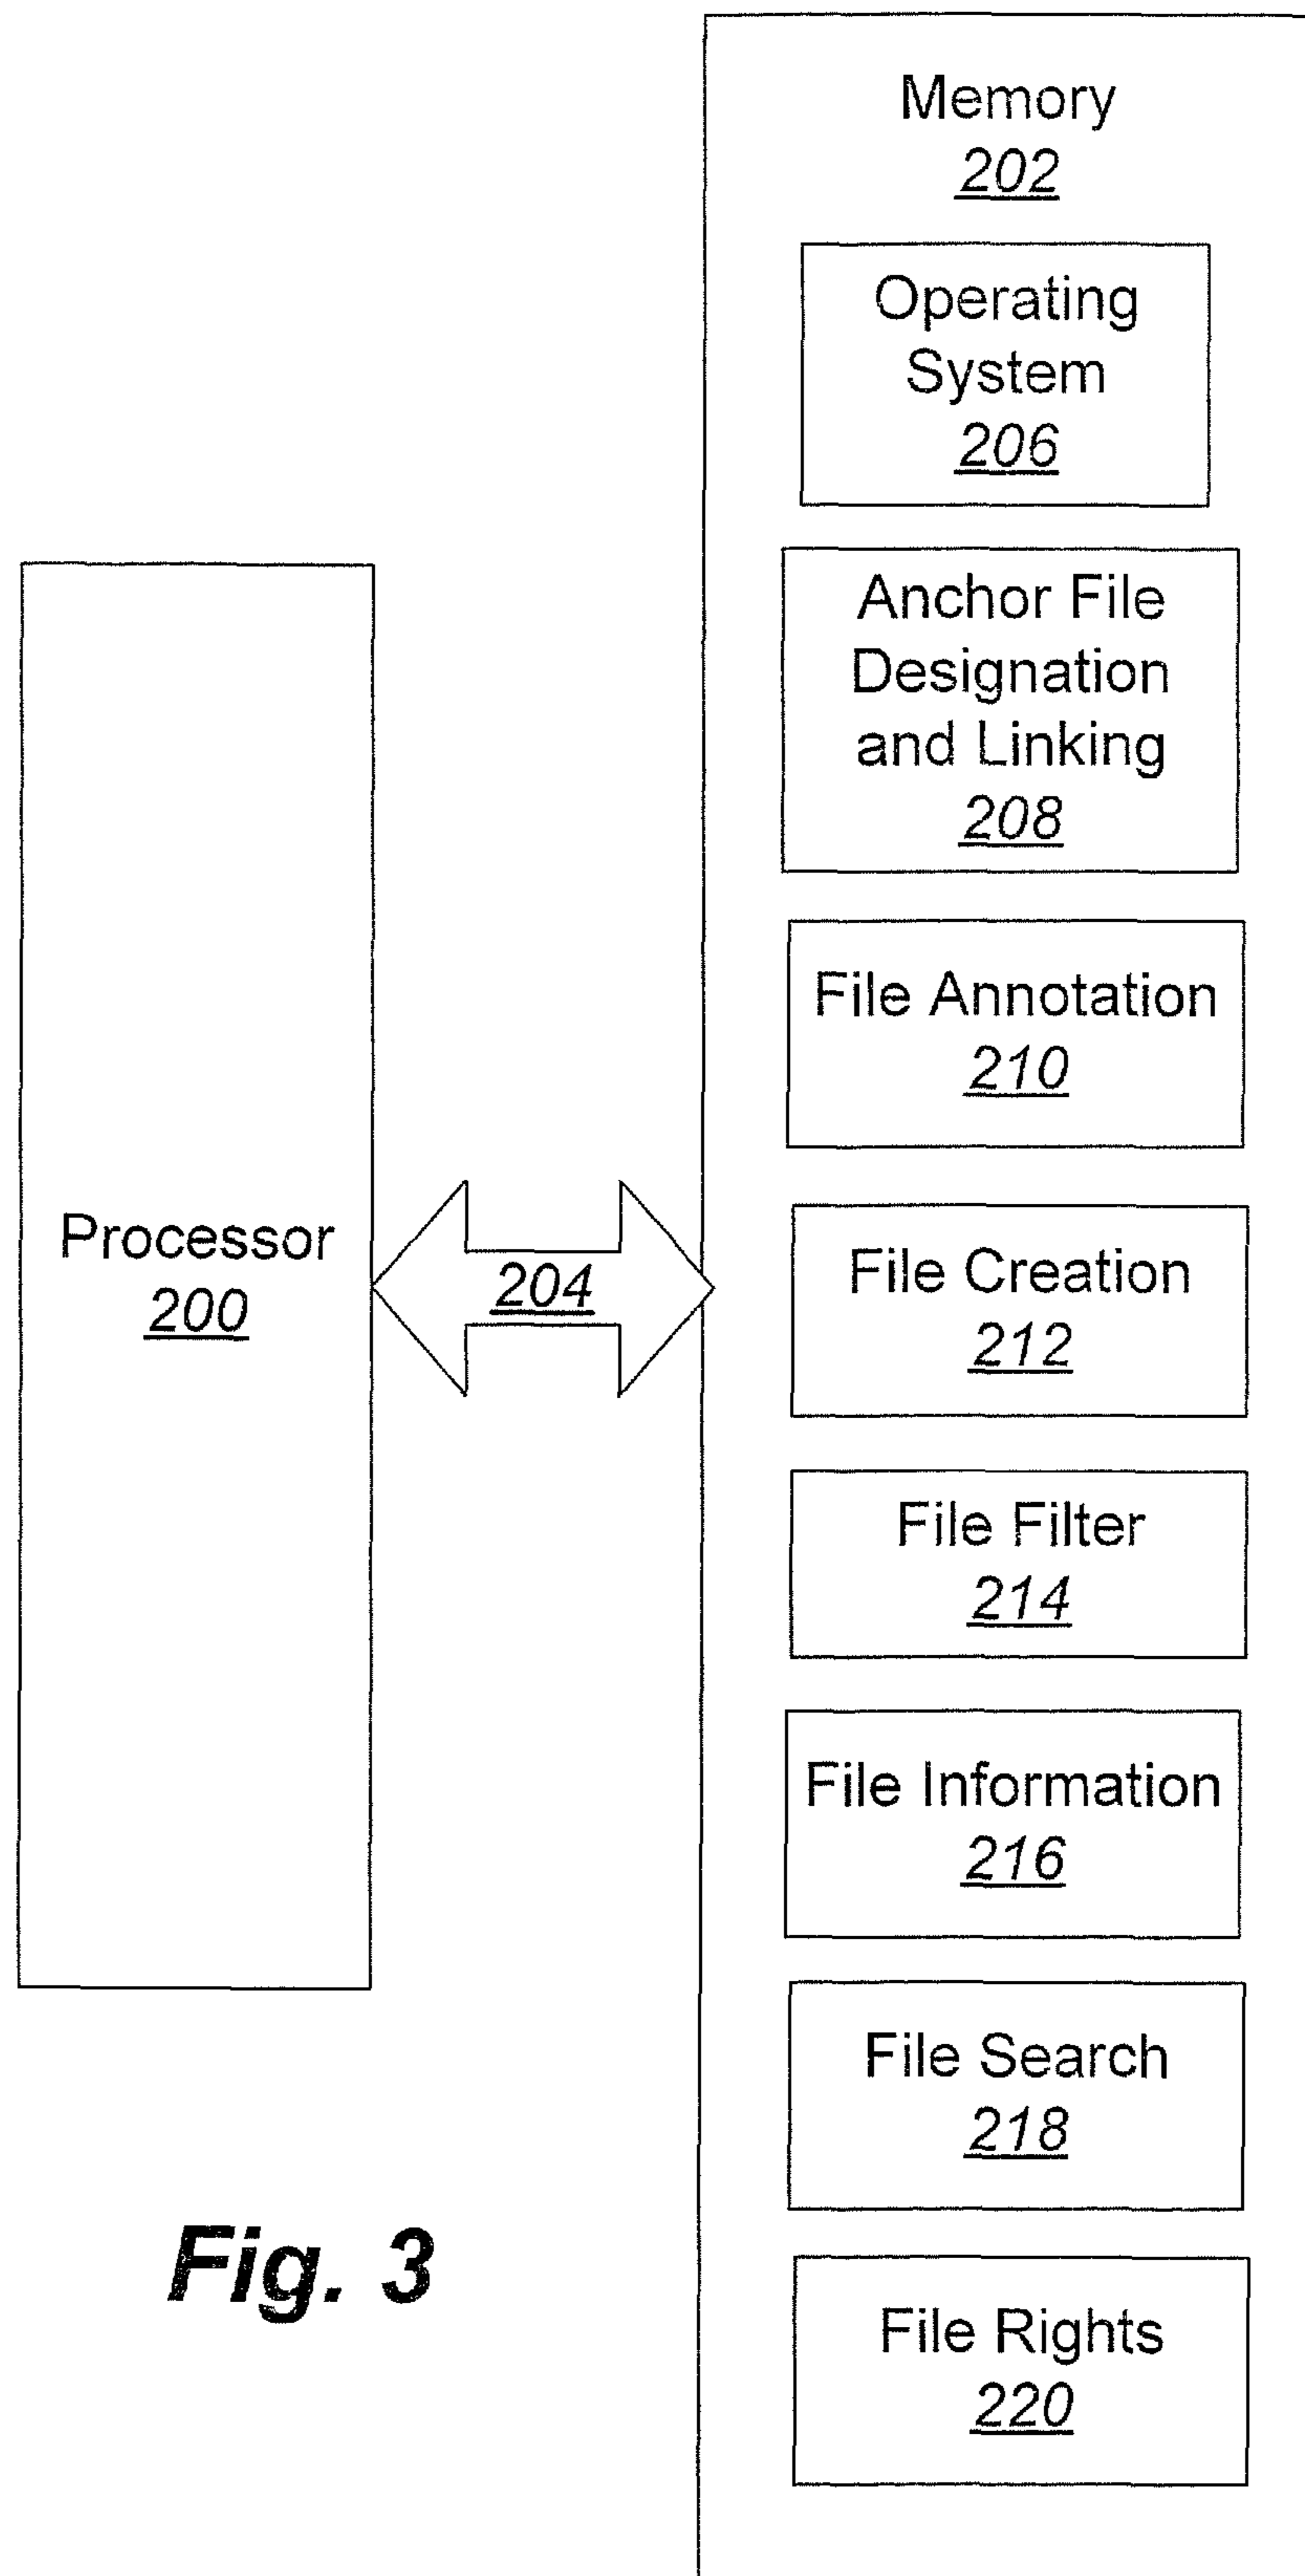 Memory
202
Operating
System
206
Anchor File
Designation
and Linking
208
File Annotation
210
Processor
200
204
File Creation
212
File Filter
214
File Information
216
File Search
218
File Rights
220
Fig. 3